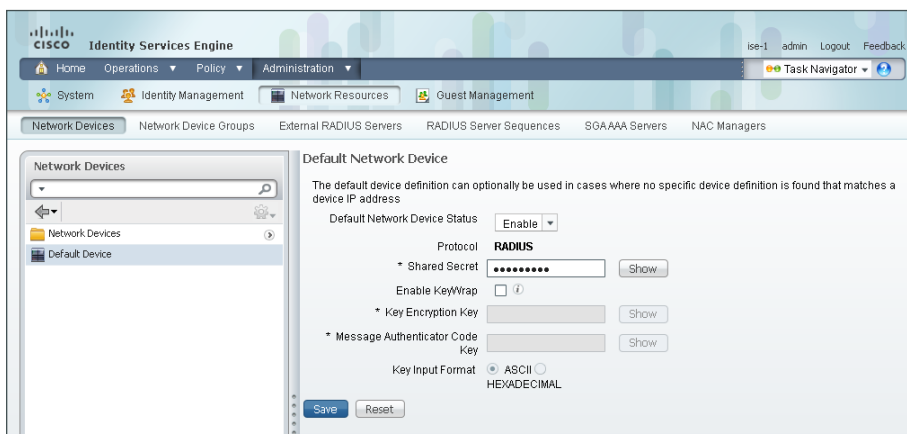 CISCO Identity Services Engine
ise-1 admin Logout Feedback
Home Operations ▼ Policy ▼ Administration ▼
Task Navigator ▼
System Identity Management Network Resources Guest Management
Network Devices Network Device Groups External RADIUS Servers RADIUS Server Sequences SGA AAA Servers NAC Managers
Network Devices
Network Devices
Default Device
Default Network Device
The default device definition can optionally be used in cases where no specific device definition is found that matches a
device IP address
Default Network Device Status Enable
Protocol RADIUS
* Shared Secret ●●●●●●●●● Show
Enable KeyWrap
* Key Encryption Key Show
* Message Authenticator Code
Key Show
Key Input Format ASCII
HEXADECIMAL
Save Reset